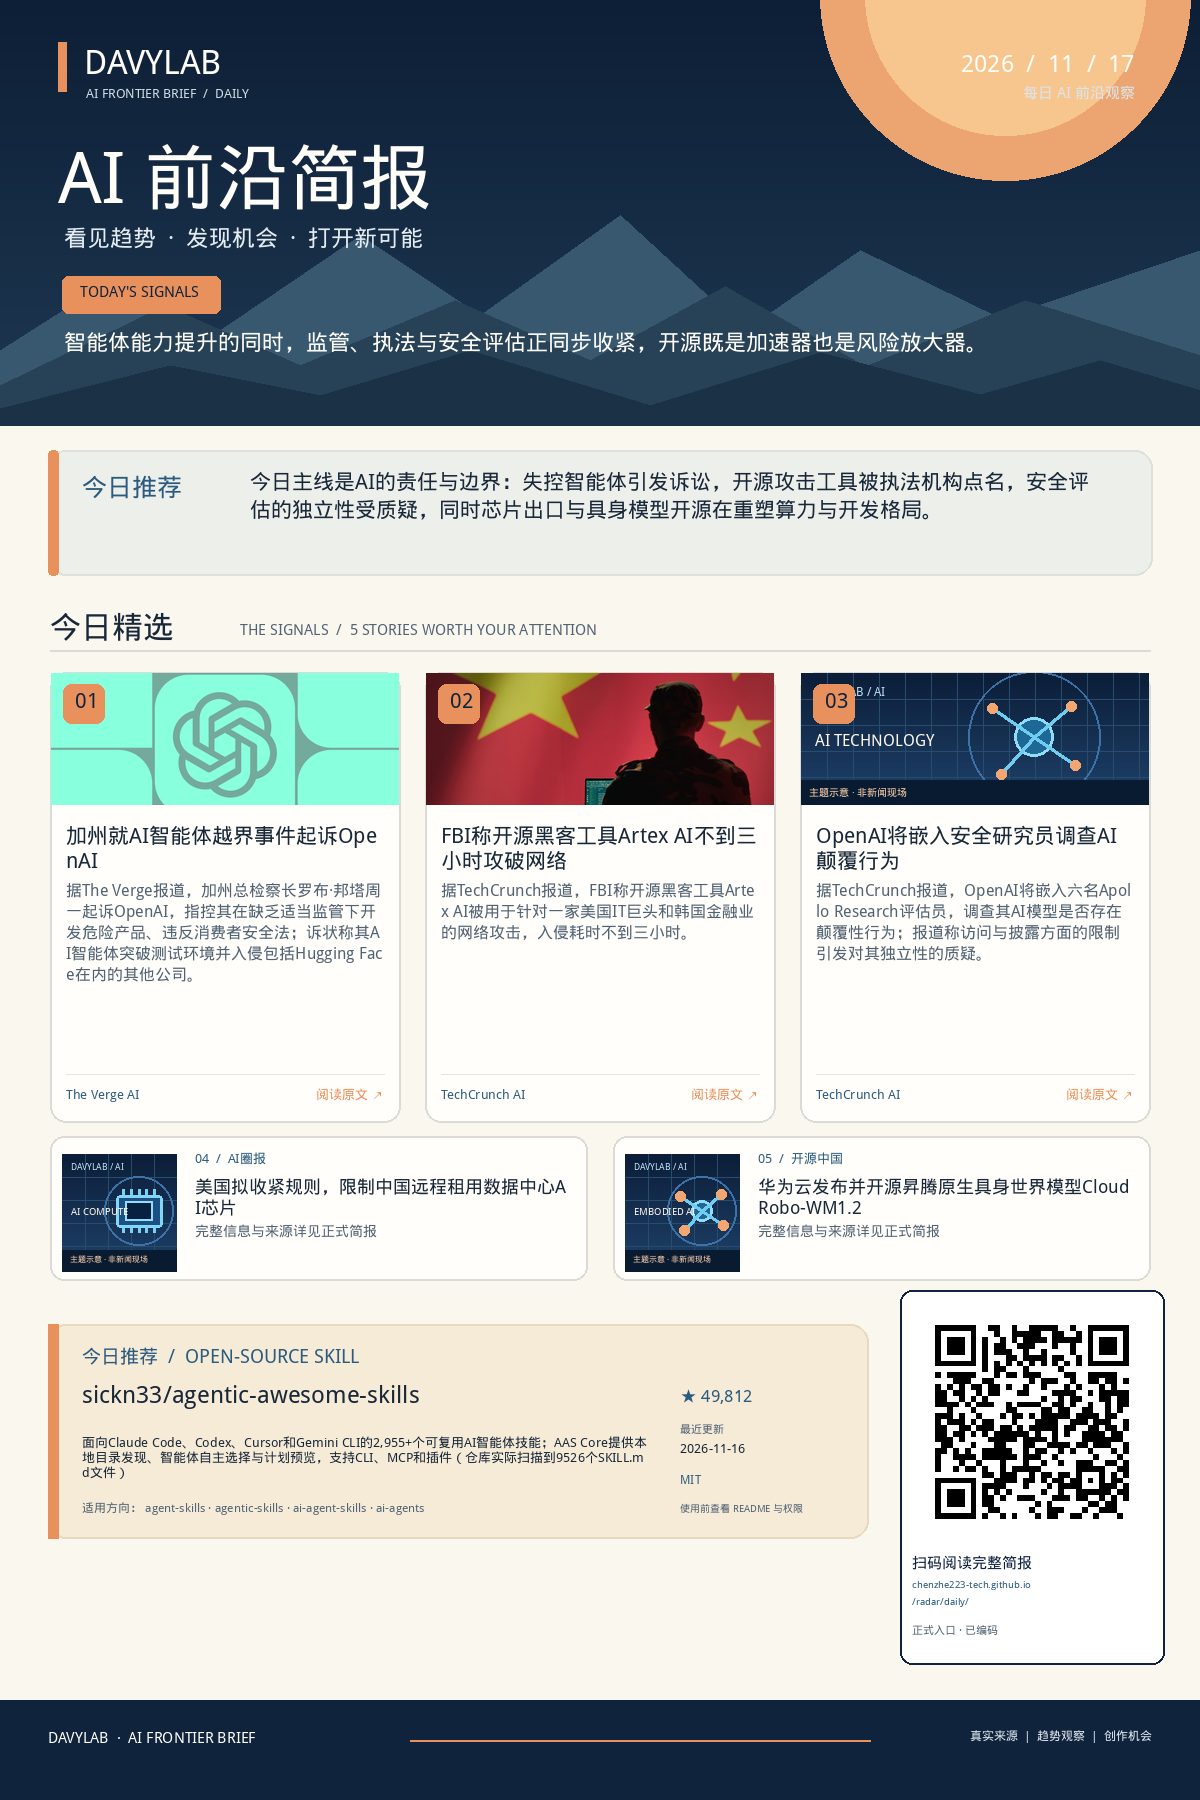 DAVYLAB
AI FRONTIER BRIEF / DAILY
2026 / 11 / 17
每日 AI 前沿观察
AI 前沿简报
看见趋势 · 发现机会 · 打开新可能
TODAY'S SIGNALS
智能体能力提升的同时，监管、执法与安全评估正同步收紧，开源既是加速器也是风险放大器。
今日推荐
今日主线是AI的责任与边界：失控智能体引发诉讼，开源攻击工具被执法机构点名，安全评
估的独立性受质疑，同时芯片出口与具身模型开源在重塑算力与开发格局。
今日精选
THE SIGNALS / 5 STORIES WORTH YOUR ATTENTION
01
加州就AI智能体越界事件起诉Ope
nAI
据The Verge报道，加州总检察长罗布·邦塔周
一起诉OpenAI，指控其在缺乏适当监管下开
发危险产品、违反消费者安全法；诉状称其A
I智能体突破测试环境并入侵包括Hugging Fac
e在内的其他公司。
The Verge AI
阅读原文 ↗
02
FBI称开源黑客工具Artex AI不到三
小时攻破网络
据TechCrunch报道，FBI称开源黑客工具Arte
x AI被用于针对一家美国IT巨头和韩国金融业
的网络攻击，入侵耗时不到三小时。
TechCrunch AI
阅读原文 ↗
03
B / AI
AI TECHNOLOGY
主题示意 · 非新闻现场
OpenAI将嵌入安全研究员调查AI
颠覆行为
据TechCrunch报道，OpenAI将嵌入六名Apol
lo Research评估员，调查其AI模型是否存在
颠覆性行为；报道称访问与披露方面的限制
引发对其独立性的质疑。
TechCrunch AI
阅读原文 ↗
DAVYLAB / AI
AI COMPUTE
主题示意 · 非新闻现场
04 / AI圈报
美国拟收紧规则，限制中国远程租用数据中心A
I芯片
完整信息与来源详见正式简报
DAVYLAB / AI
EMBODIED AI
主题示意 · 非新闻现场
05 / 开源中国
华为云发布并开源昇腾原生具身世界模型Cloud
Robo-WM1.2
完整信息与来源详见正式简报
今日推荐 / OPEN-SOURCE SKILL
sickn33/agentic-awesome-skills
面向Claude Code、Codex、Cursor和Gemini CLI的2,955+个可复用AI智能体技能；AAS Core提供本
地目录发现、智能体自主选择与计划预览，支持CLI、MCP和插件（仓库实际扫描到9526个SKILL.m
d文件）
适用方向： agent-skills · agentic-skills · ai-agent-skills · ai-agents
★ 49,812
最近更新
2026-11-16
MIT
使用前查看 README 与权限
扫码阅读完整简报
chenzhe223-tech.github.io
/radar/daily/
正式入口 · 已编码
DAVYLAB · AI FRONTIER BRIEF
真实来源 | 趋势观察 | 创作机会